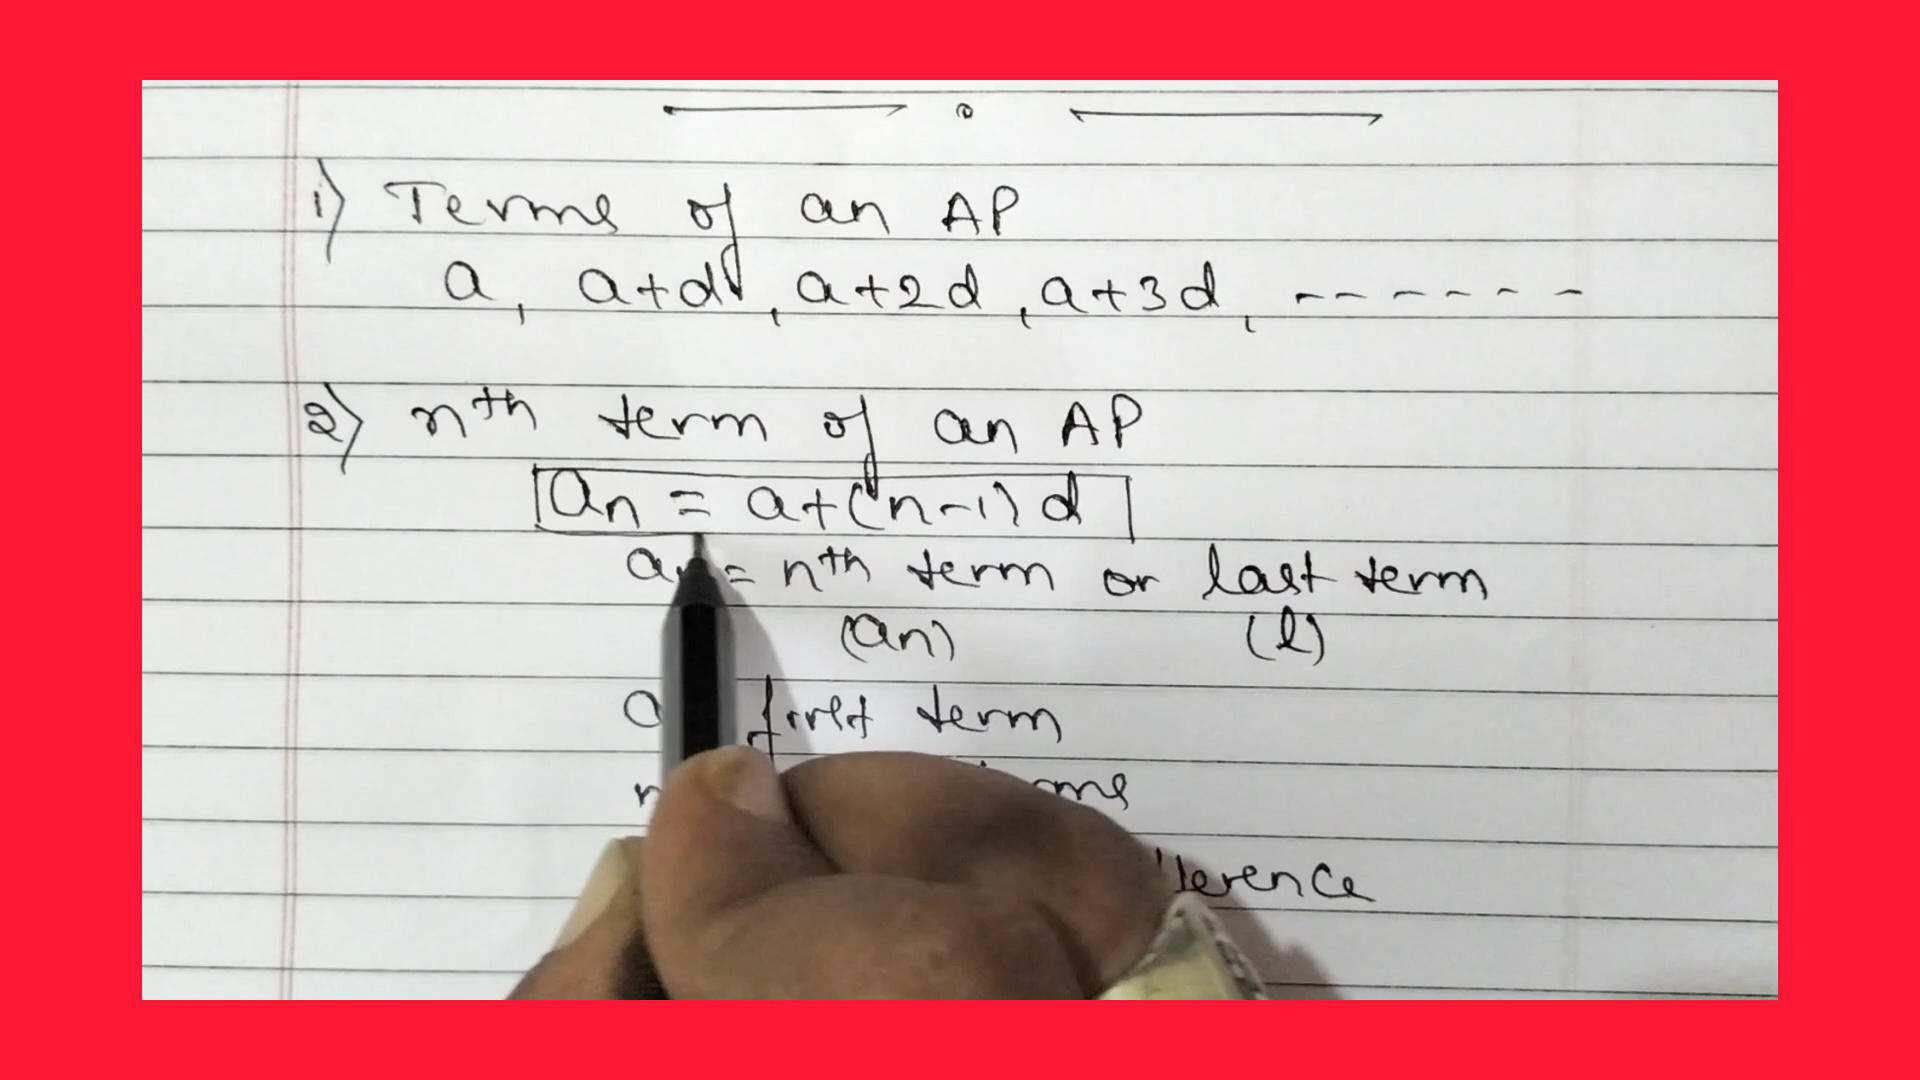 1) Terms of an AP
a, a+d, a+2d, a+3d, ------
2) nth term of an AP
an = a+(n-1)d
an = nth term or last term
(an) (l)
a first term
n